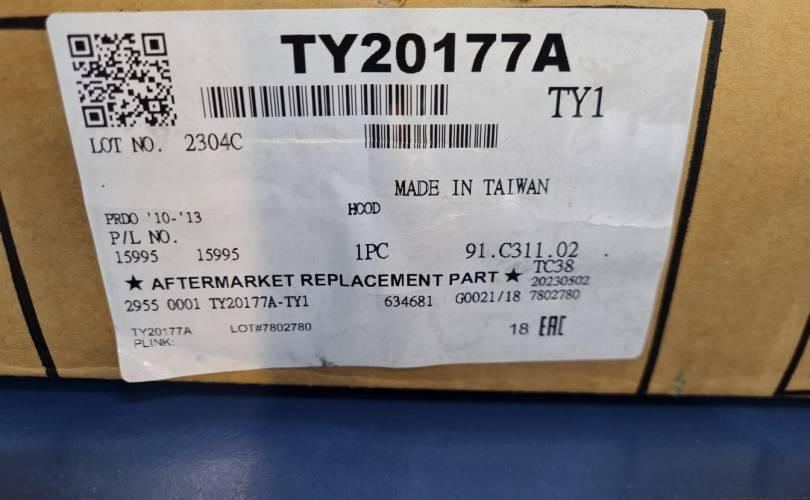 TY20177A
TY1
LOT NO. 2304C
MADE IN TAIWAN
HOOD
PRDO '10-'13
P/L NO.
15995 15995 1PC 91.C311.02
TC38
★ AFTERMARKET REPLACEMENT PART ★ 20230502
2955 0001 TY20177A-TY1 634681 G0021/18 7802780
TY20177A LOT#7802780
PLINK:
18 EAC